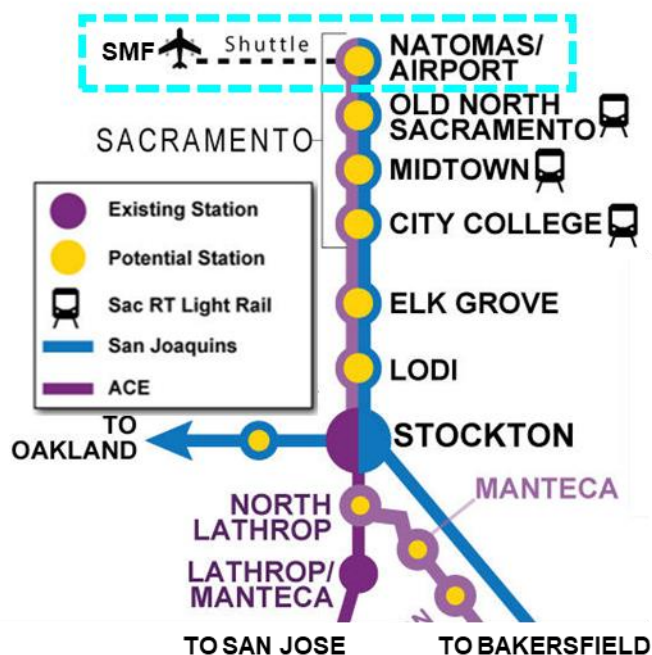 SMF
Shuttle
NATOMAS/
AIRPORT
OLD NORTH
SACRAMENTO
SACRAMENTO
MIDTOWN
CITY COLLEGE
Existing Station
Potential Station
Sac RT Light Rail
San Joaquins
ACE
ELK GROVE
LODI
TO
OAKLAND
STOCKTON
MANTECA
NORTH
LATHROP
LATHROP/
MANTECA
N
TO SAN JOSE
TO BAKERSFIELD